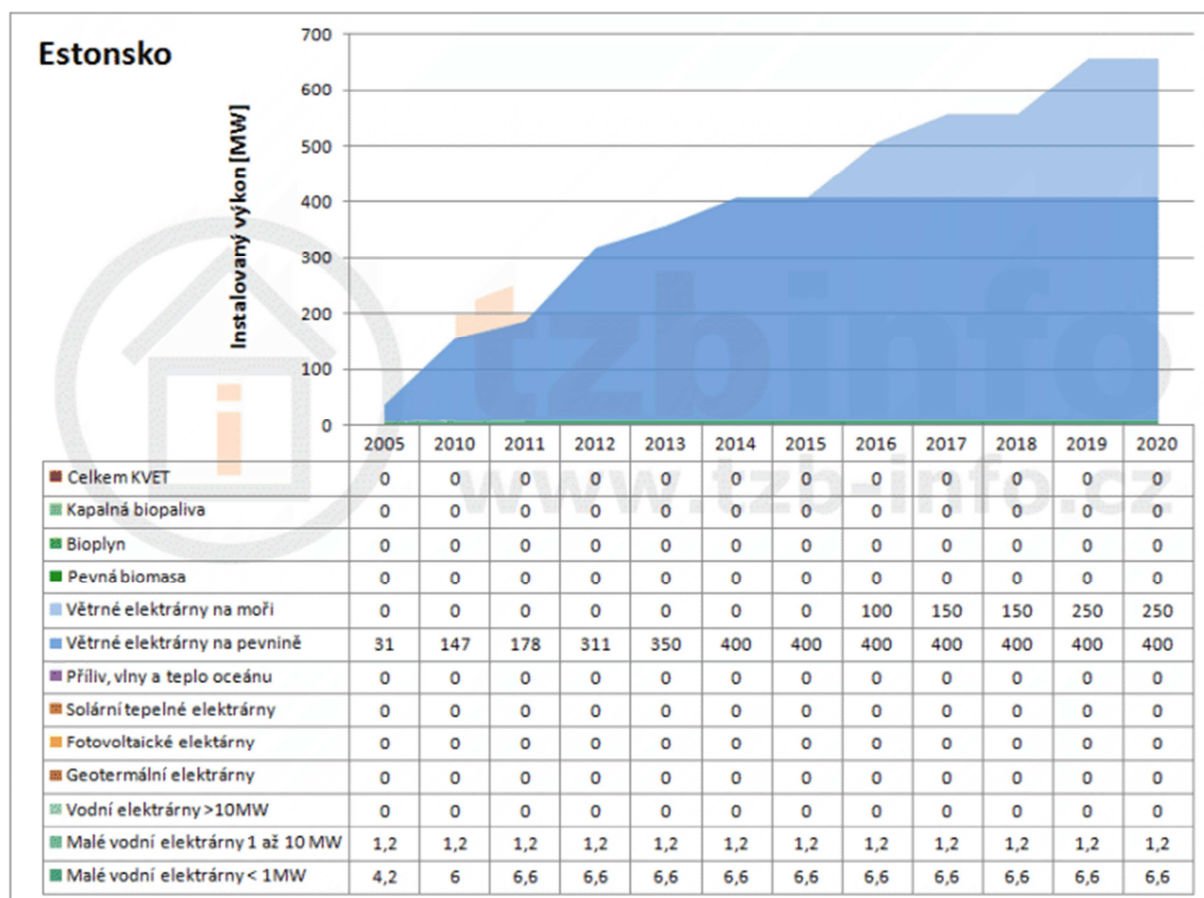 Estonsko
Instalovaný výkon [MW]
700
600
500
400
300
200
100
0
2005 2010 2011 2012 2013 2014 2015 2016 2017 2018 2019 2020
Celkem KVET 0 0 0 0 0 0 0 0 0 0 0 0
Kapalná biopaliva 0 0 0 0 0 0 0 0 0 0 0 0
Bioplyn 0 0 0 0 0 0 0 0 0 0 0 0
Pevná biomasa 0 0 0 0 0 0 0 0 0 0 0 0
Větrné elektrárny na moři 0 0 0 0 0 0 0 100 150 150 250 250
Větrné elektrárny na pevnině 31 147 178 311 350 400 400 400 400 400 400 400
Příliv, vlny a teplo oceánu 0 0 0 0 0 0 0 0 0 0 0 0
Solární tepelné elektrárny 0 0 0 0 0 0 0 0 0 0 0 0
Fotovoltaické elektárny 0 0 0 0 0 0 0 0 0 0 0 0
Geotermální elektrárny 0 0 0 0 0 0 0 0 0 0 0 0
Vodní elektrárny >10MW 0 0 0 0 0 0 0 0 0 0 0 0
Malé vodní elektrárny 1 až 10 MW 1,2 1,2 1,2 1,2 1,2 1,2 1,2 1,2 1,2 1,2 1,2 1,2
Malé vodní elektrárny < 1MW 4,2 6 6,6 6,6 6,6 6,6 6,6 6,6 6,6 6,6 6,6 6,6
tzbinfo
www.tzb-info.cz